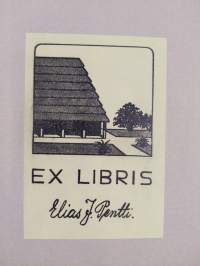 EX LIBRIS
Elias J. Pentti.